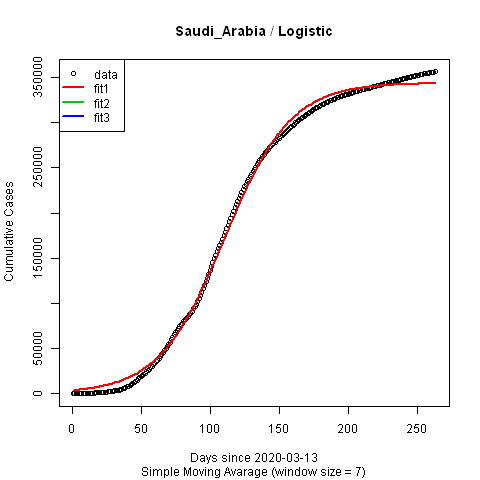 Saudi_Arabia / Logistic
data
fit1
fit2
fit3
350000
250000
150000
50000
0
Cumulative Cases
0 50 100 150 200 250
Days since 2020-03-13
Simple Moving Avarage (window size = 7)